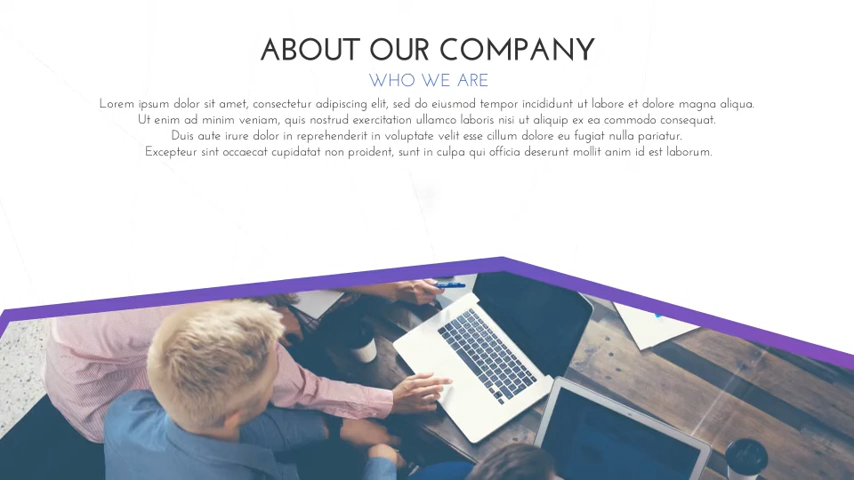 ABOUT OUR COMPANY
WHO WE ARE
Lorem ipsum dolor sit amet, consectetur adipiscing elit, sed do eiusmod tempor incididunt ut labore et dolore magna aliqua.
Ut enim ad minim veniam, quis nostrud exercitation ullamco laboris nisi ut aliquip ex ea commodo consequat.
Duis aute irure dolor in reprehenderit in voluptate velit esse cillum dolore eu fugiat nulla pariatur.
Excepteur sint occaecat cupidatat non proident, sunt in culpa qui officia deserunt mollit anim id est laborum.